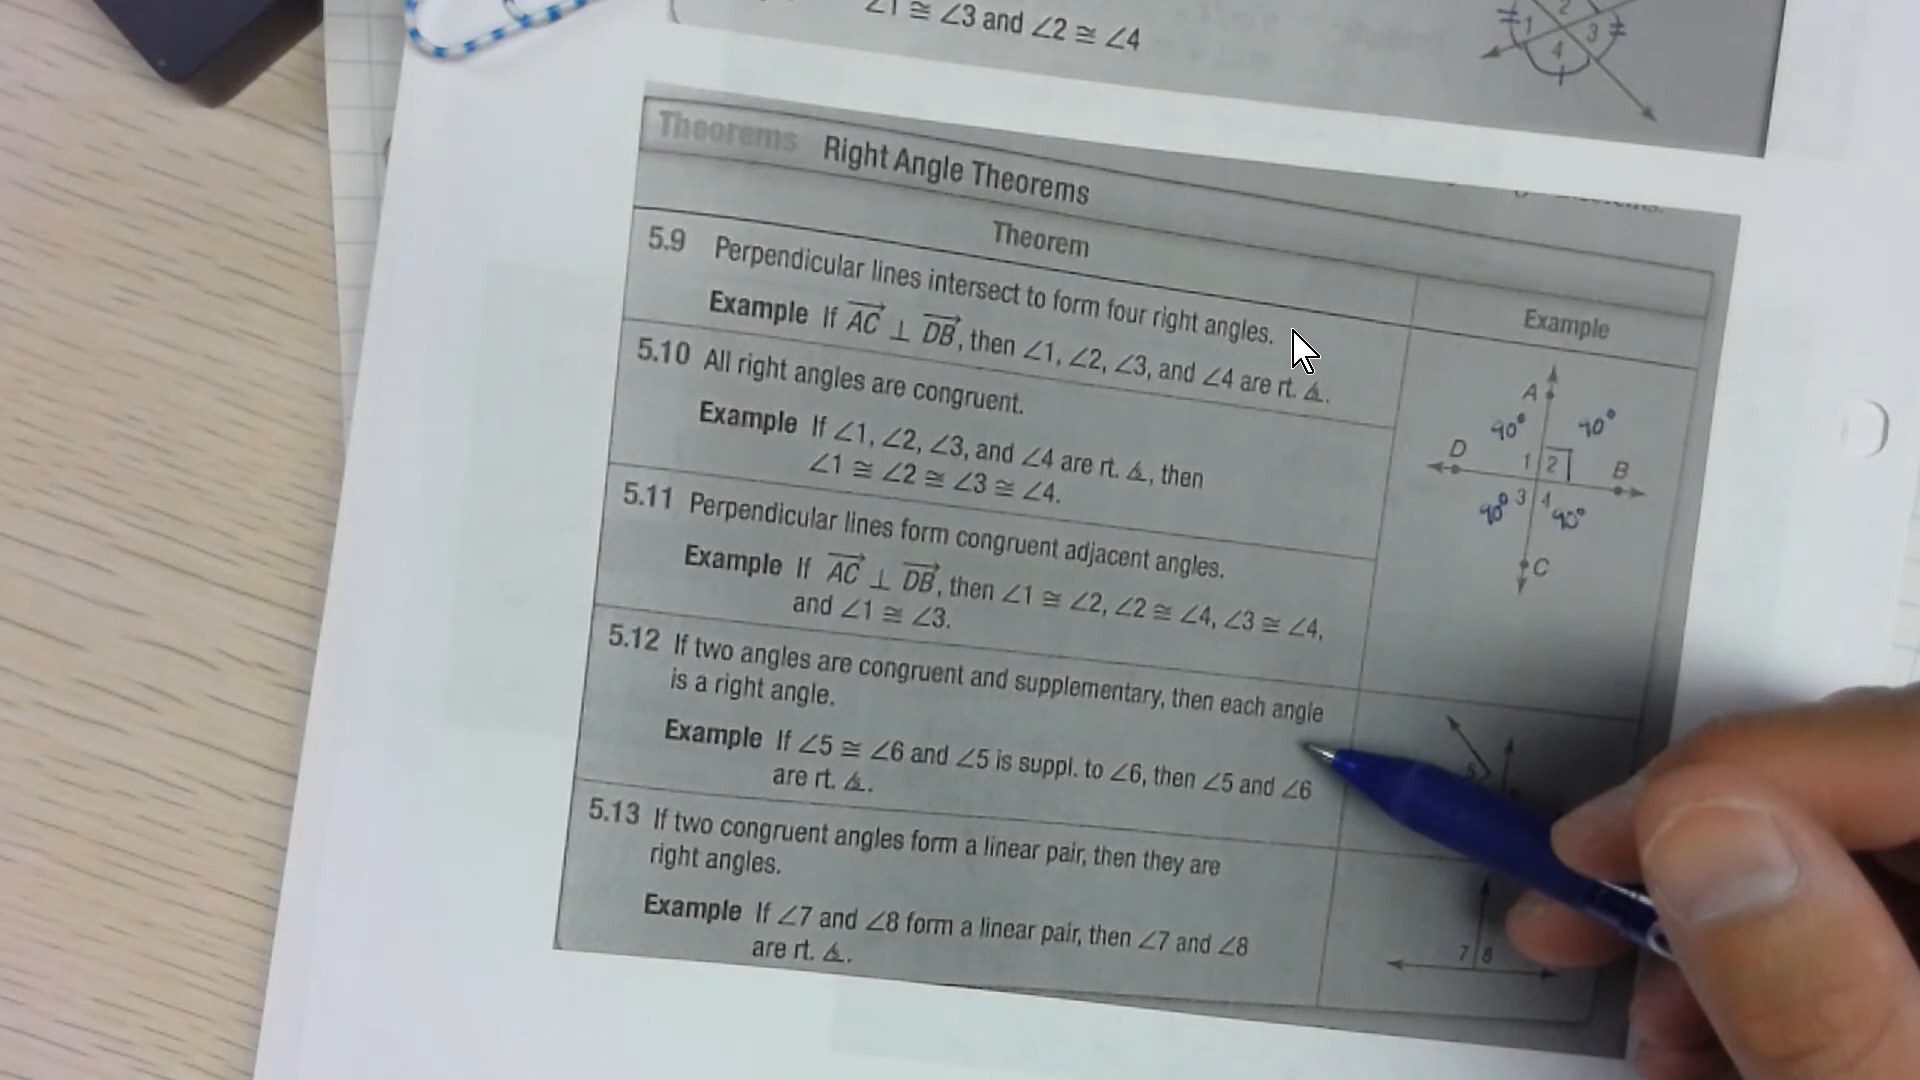 ∠1 ≅ ∠3 and ∠2 ≅ ∠4
2
1
3
4
Theorems Right Angle Theorems
Theorem
Example
5.9 Perpendicular lines intersect to form four right angles.
Example If AC ⊥ DB, then ∠1, ∠2, ∠3, and ∠4 are rt. ∡.
5.10 All right angles are congruent.
Example If ∠1, ∠2, ∠3, and ∠4 are rt. ∡, then
∠1 ≅ ∠2 ≅ ∠3 ≅ ∠4.
5.11 Perpendicular lines form congruent adjacent angles.
Example If AC ⊥ DB, then ∠1 ≅ ∠2, ∠2 ≅ ∠4, ∠3 ≅ ∠4,
and ∠1 ≅ ∠3.
A
90° 90°
D 1 2 B
90° 3 4 90°
C
5.12 If two angles are congruent and supplementary, then each angle
is a right angle.
Example If ∠5 ≅ ∠6 and ∠5 is suppl. to ∠6, then ∠5 and ∠6
are rt. ∡.
5
5.13 If two congruent angles form a linear pair, then they are
right angles.
Example If ∠7 and ∠8 form a linear pair, then ∠7 and ∠8
are rt. ∡.
7 8